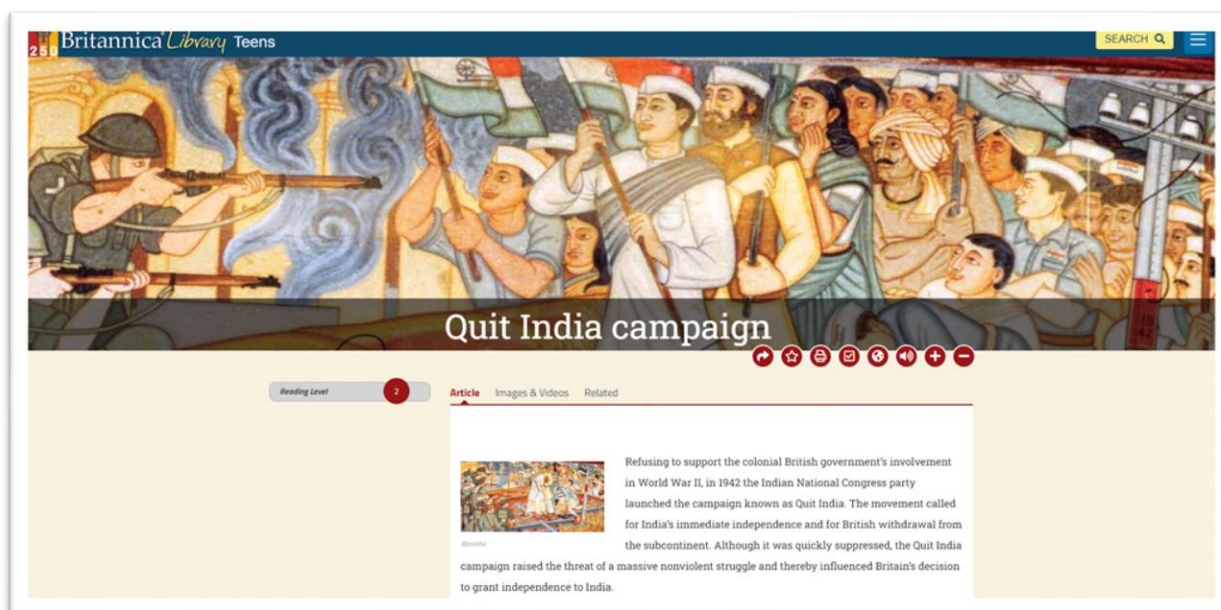 250 Britannica Library Teens
SEARCH
Quit India campaign
Reading Level 2
Article Images & Videos Related
Refusing to support the colonial British government's involvement
in World War II, in 1942 the Indian National Congress party
launched the campaign known as Quit India. The movement called
for India's immediate independence and for British withdrawal from
the subcontinent. Although it was quickly suppressed, the Quit India
campaign raised the threat of a massive nonviolent struggle and thereby influenced Britain's decision
to grant independence to India.